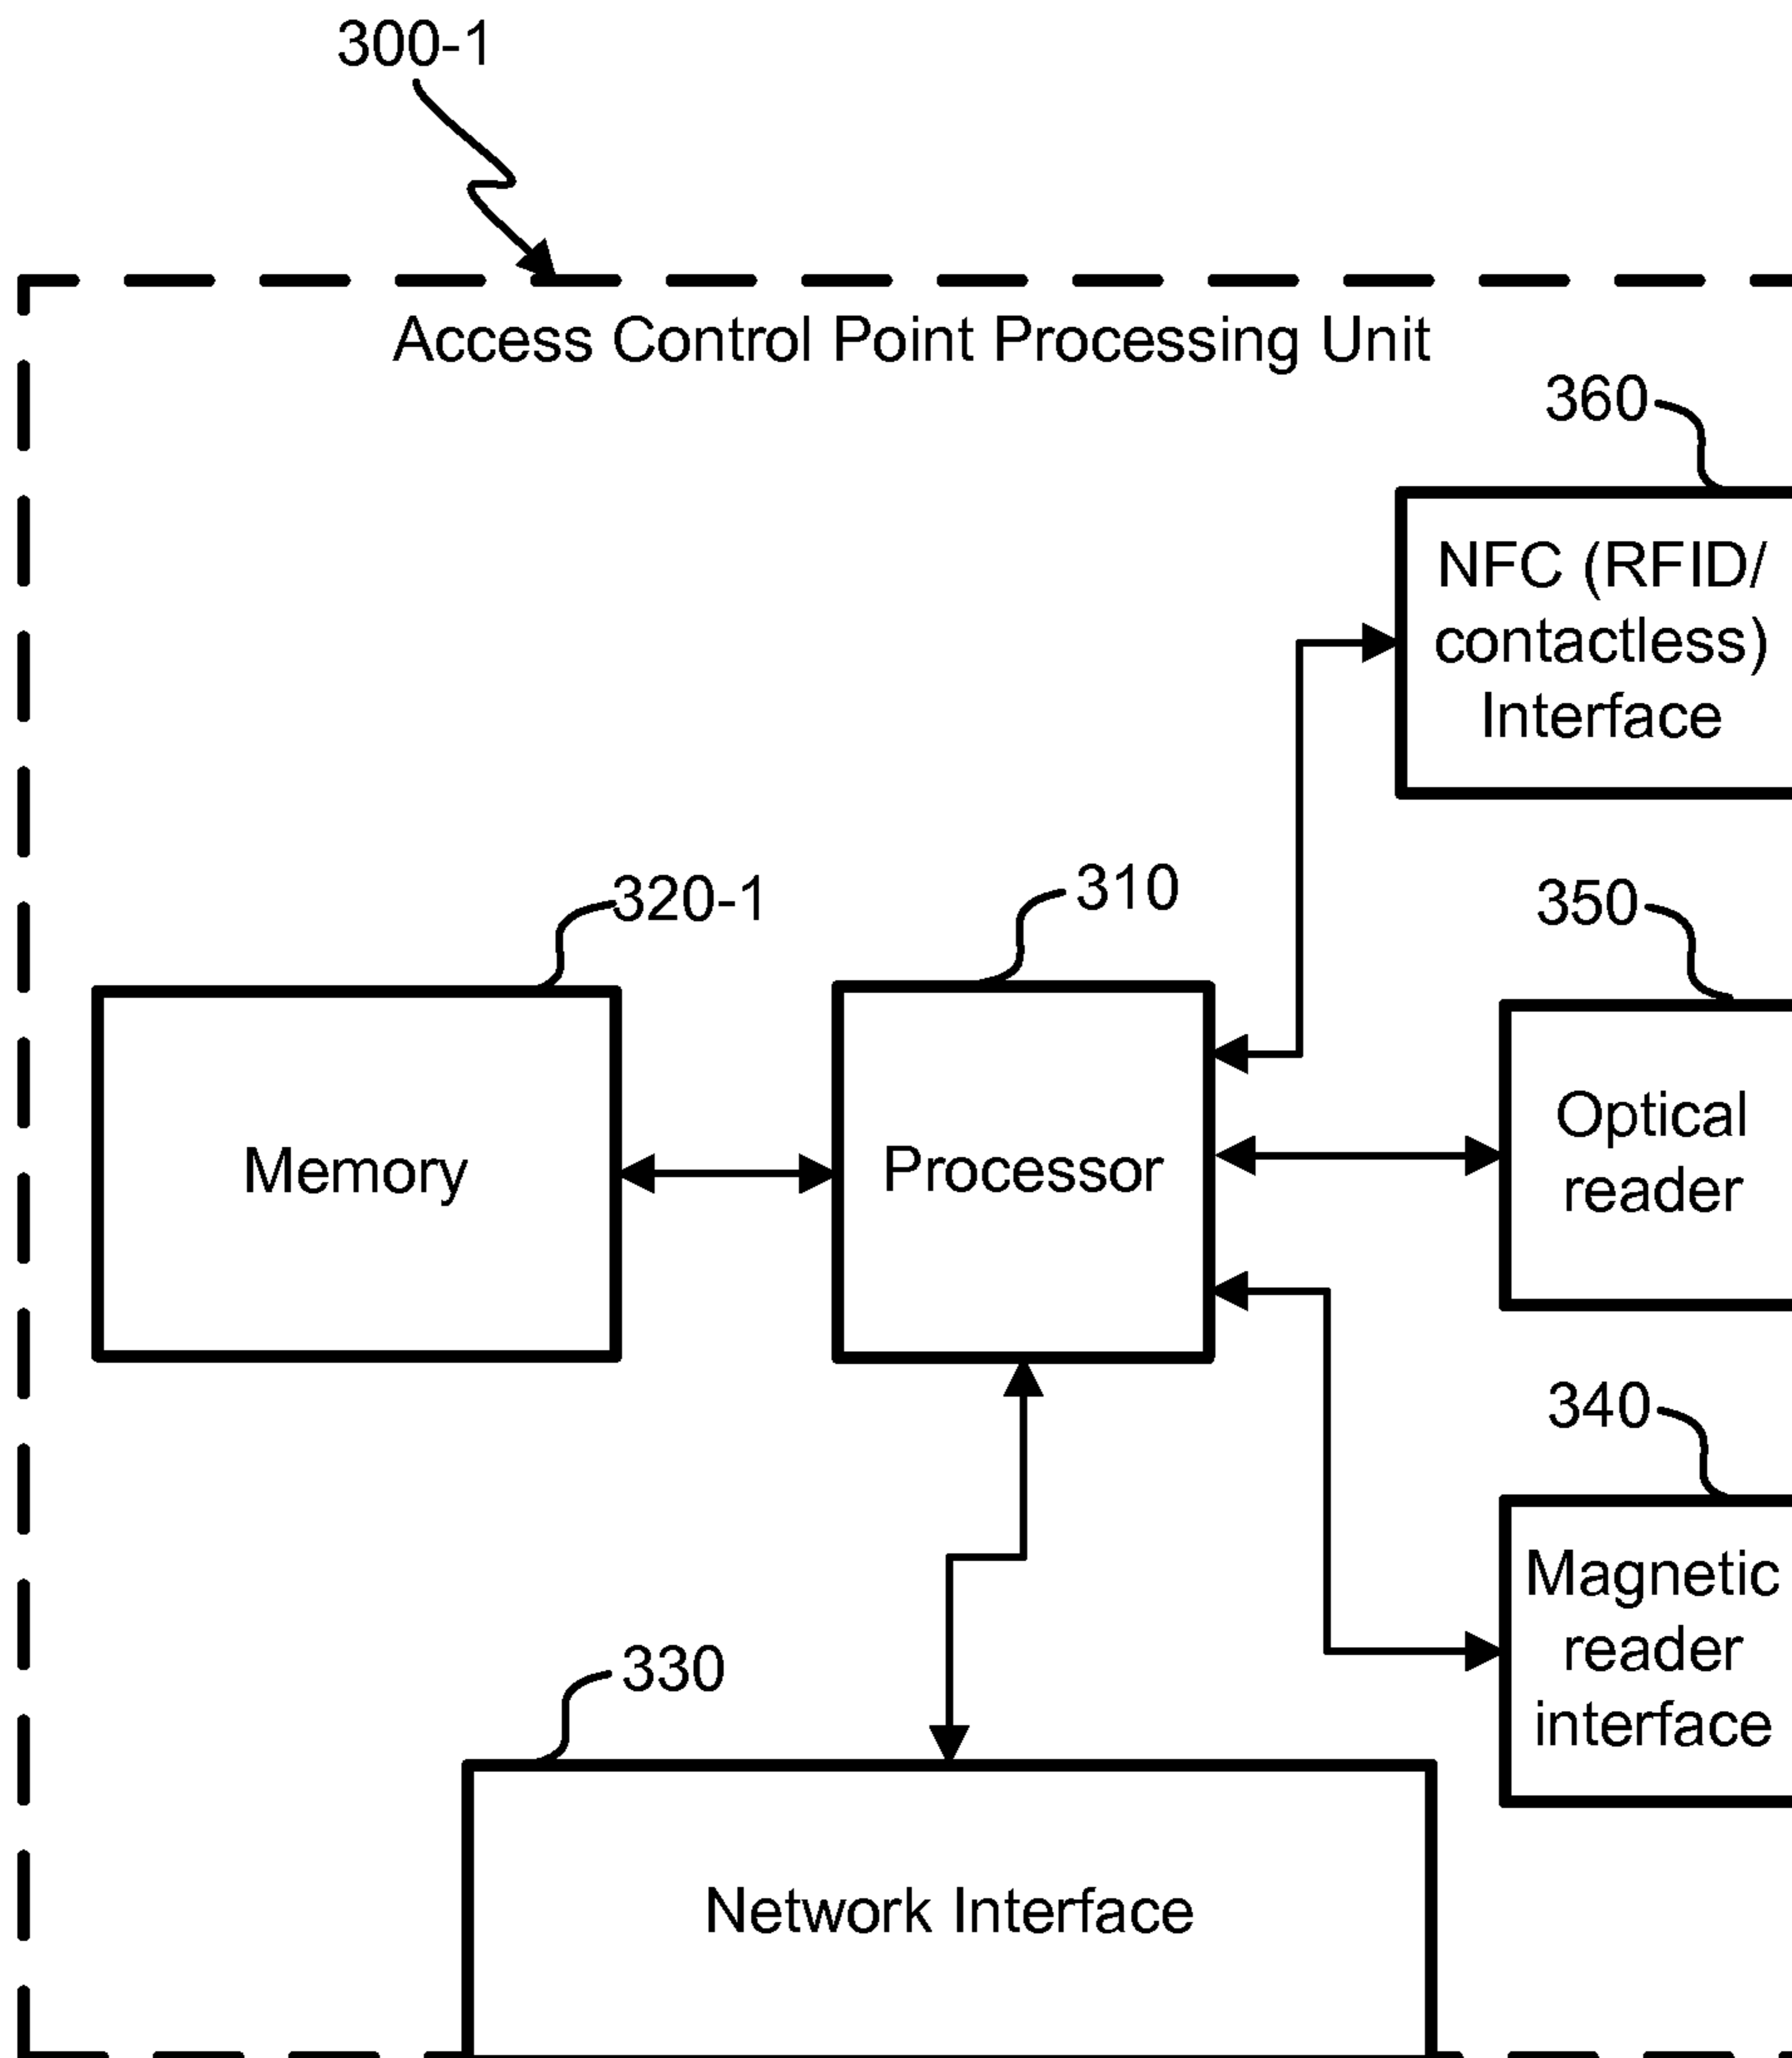 300-1
Access Control Point Processing Unit
360
NFC (RFID/
contactless)
Interface
320-1
310
350
Memory
Processor
Optical
reader
340
Magnetic
reader
interface
330
Network Interface